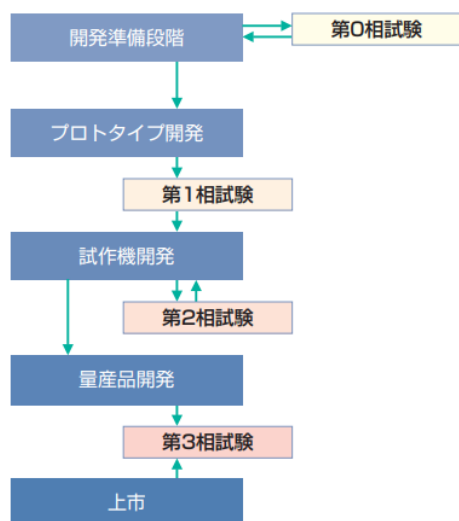 開発準備段階
第0相試験
プロトタイプ開発
第1相試験
試作機開発
第2相試験
量産品開発
第3相試験
上市